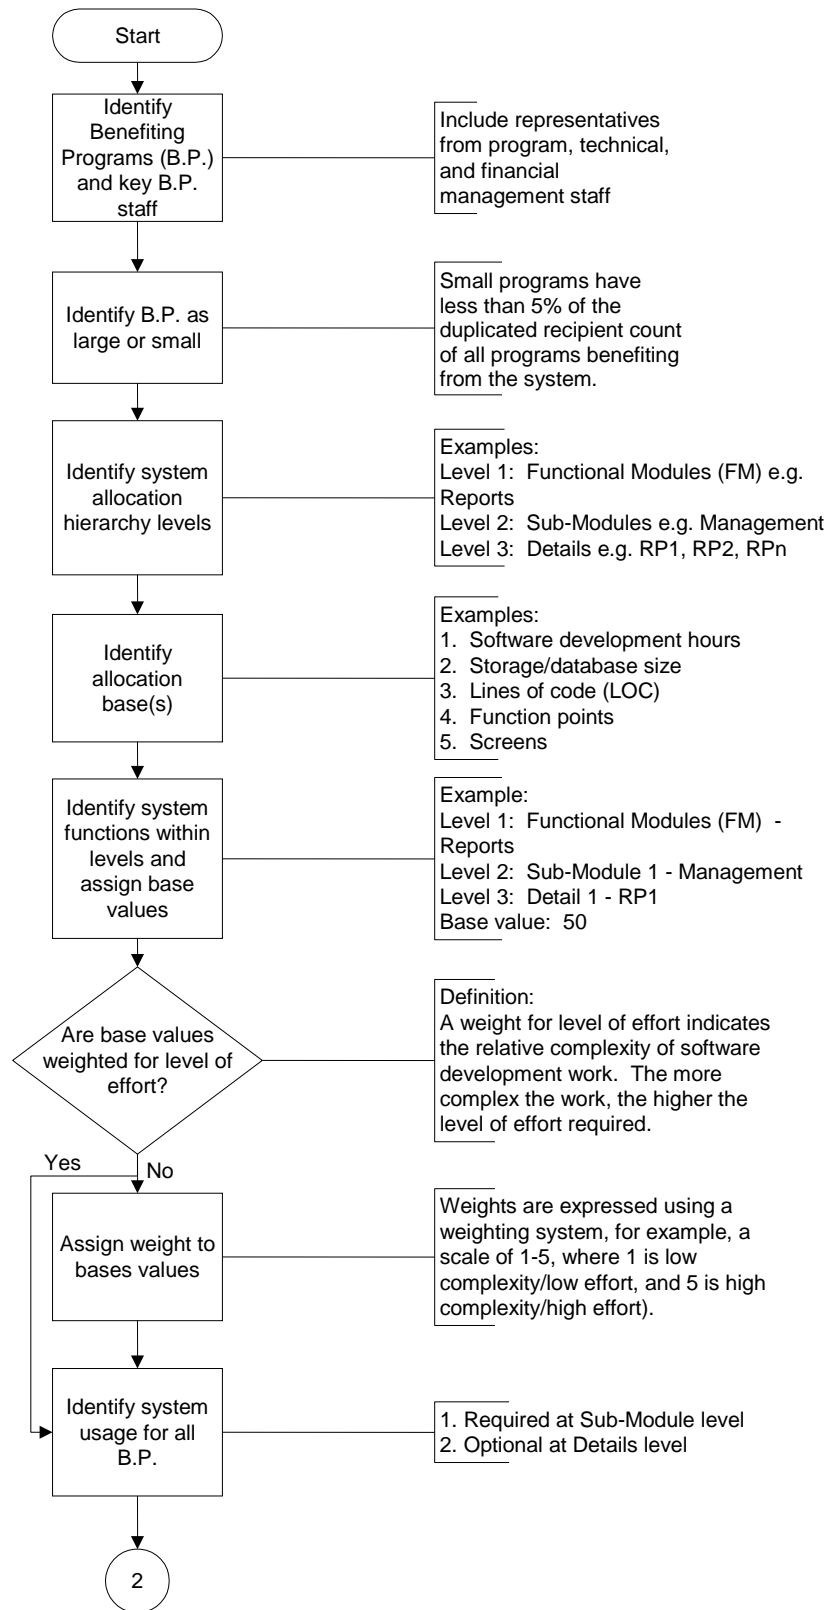 Start
Identify
Benefiting
Programs (B.P.)
and key B.P.
staff
Include representatives
from program, technical,
and financial
management staff
Identify B.P. as
large or small
Small programs have
less than 5% of the
duplicated recipient count
of all programs benefiting
from the system.
Identify system
allocation
hierarchy levels
Examples:
Level 1:  Functional Modules (FM) e.g.
Reports
Level 2:  Sub-Modules e.g. Management
Level 3:  Details e.g. RP1, RP2, RPn
Identify
allocation
base(s)
Examples:
1.  Software development hours
2.  Storage/database size
3.  Lines of code (LOC)
4.  Function points
5.  Screens
Identify system
functions within
levels and
assign base
values
Example:
Level 1:  Functional Modules (FM)  -
Reports
Level 2:  Sub-Module 1 - Management
Level 3:  Detail 1 - RP1
Base value:  50
Are base values
weighted for level of
effort?
Definition:
A weight for level of effort indicates
the relative complexity of software
development work.  The more
complex the work, the higher the
level of effort required.
Yes
No
Assign weight to
bases values
Weights are expressed using a
weighting system, for example, a
scale of 1-5, where 1 is low
complexity/low effort, and 5 is high
complexity/high effort).
Identify system
usage for all
B.P.
1. Required at Sub-Module level
2. Optional at Details level
2